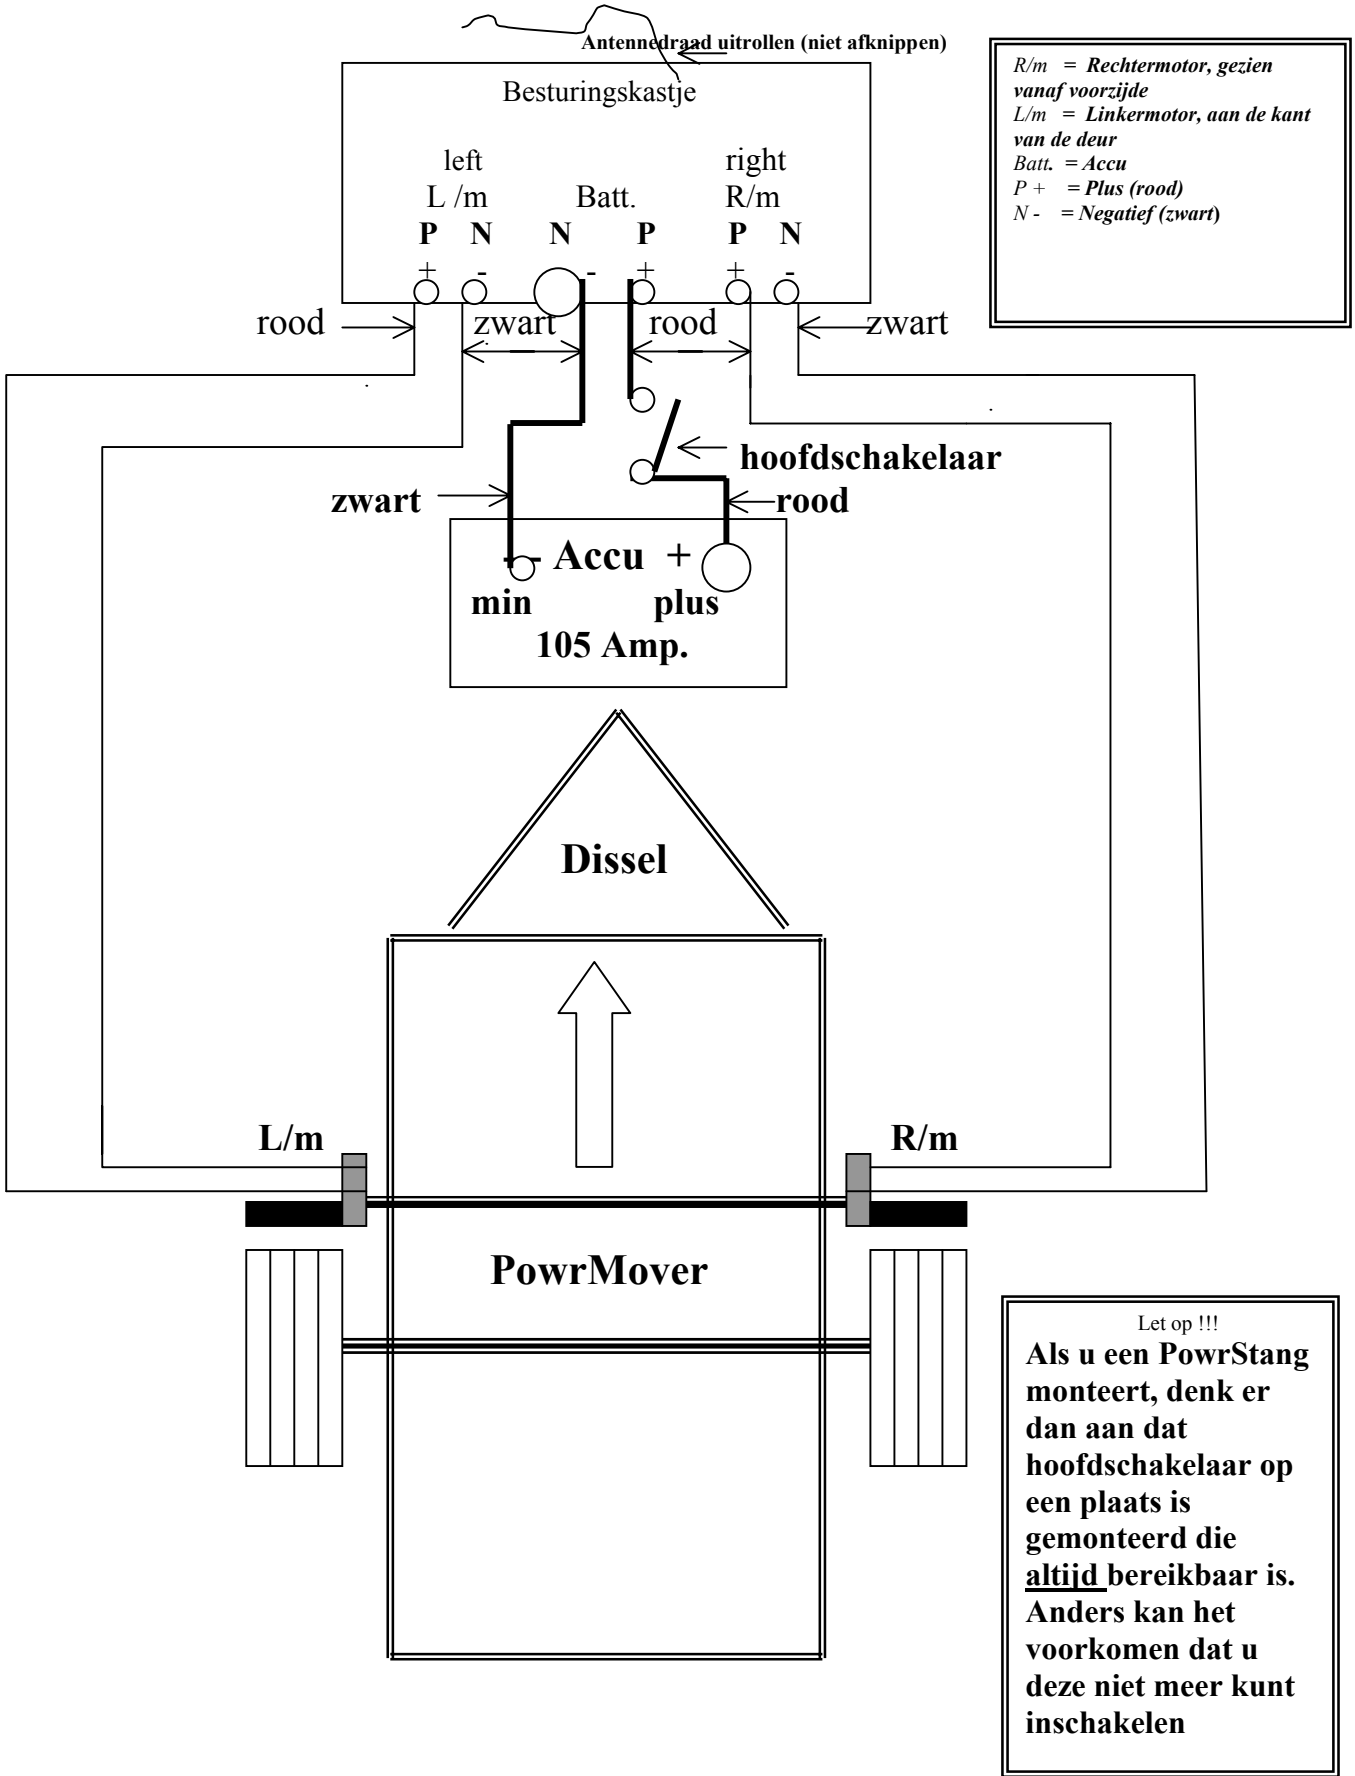 Antennedraad uitrollen (niet afknippen)
Besturingskastje
left right
L /m Batt. R/m
P N N P P N
+ - - + + -
rood zwart rood zwart
hoofdschakelaar
zwart rood
- Accu +
min plus
105 Amp.
R/m = Rechtermotor, gezien
vanaf voorzijde
L/m = Linkermotor, aan de kant
van de deur
Batt. = Accu
P + = Plus (rood)
N - = Negatief (zwart)
Dissel
L/m R/m
PowrMover
Let op !!!
Als u een PowrStang
monteert, denk er
dan aan dat
hoofdschakelaar op
een plaats is
gemonteerd die
altijd bereikbaar is.
Anders kan het
voorkomen dat u
deze niet meer kunt
inschakelen